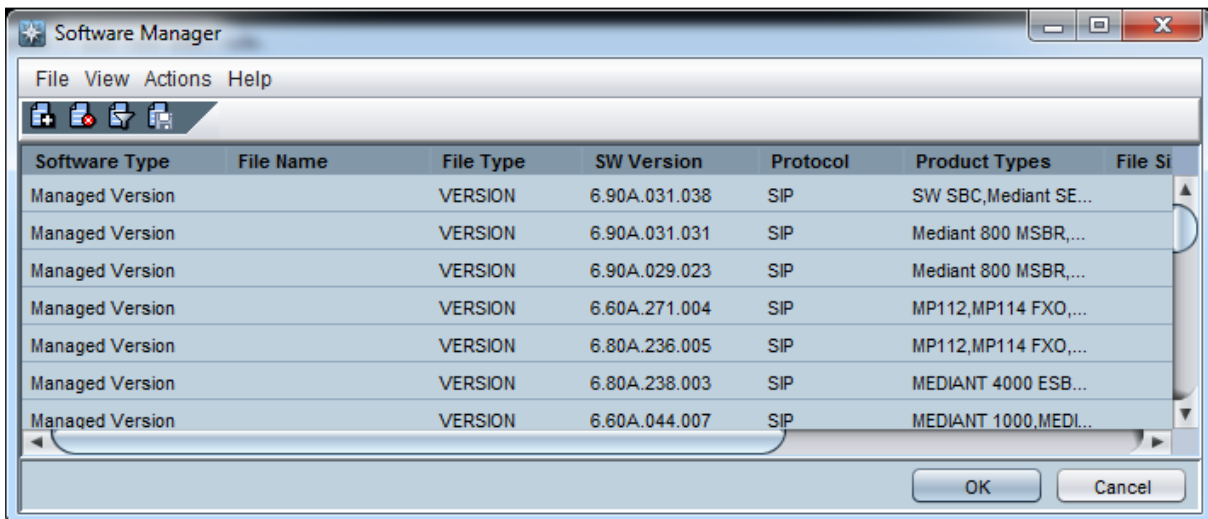 Software Manager
File View Actions Help
Software Type File Name File Type SW Version Protocol Product Types File Si
Managed Version VERSION 6.90A.031.038 SIP SW SBC,Mediant SE...
Managed Version VERSION 6.90A.031.031 SIP Mediant 800 MSBR,...
Managed Version VERSION 6.90A.029.023 SIP Mediant 800 MSBR,...
Managed Version VERSION 6.60A.271.004 SIP MP112,MP114 FXO,...
Managed Version VERSION 6.80A.236.005 SIP MP112,MP114 FXO,...
Managed Version VERSION 6.80A.238.003 SIP MEDIANT 4000 ESB...
Managed Version VERSION 6.60A.044.007 SIP MEDIANT 1000,MEDI...
OK Cancel